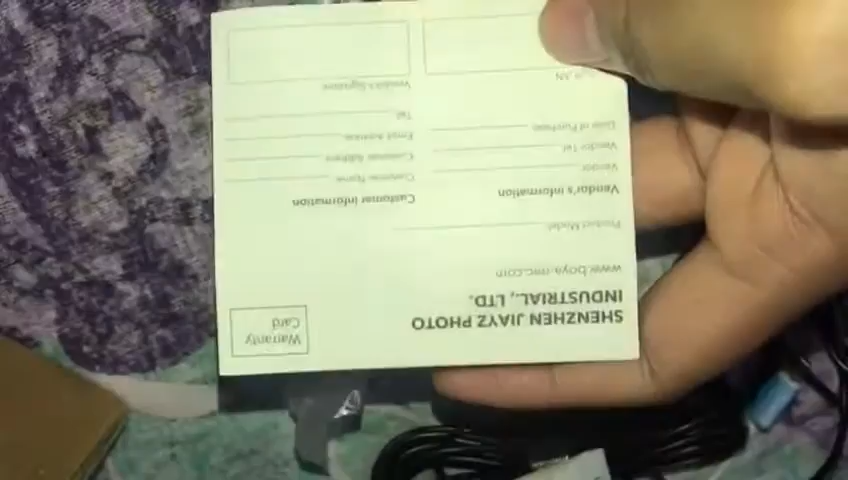 SHENZHEN JIAYZ PHOTO
INDUSTRIAL., LTD.
Warranty
Card
www.boya-mic.com
Product Model:
Vendor's Information
Customer Information
Vendor
Customer Name
Vendor Tel
Customer Address
Date of Purchase
Email Address
Tel
Vendor's Signature